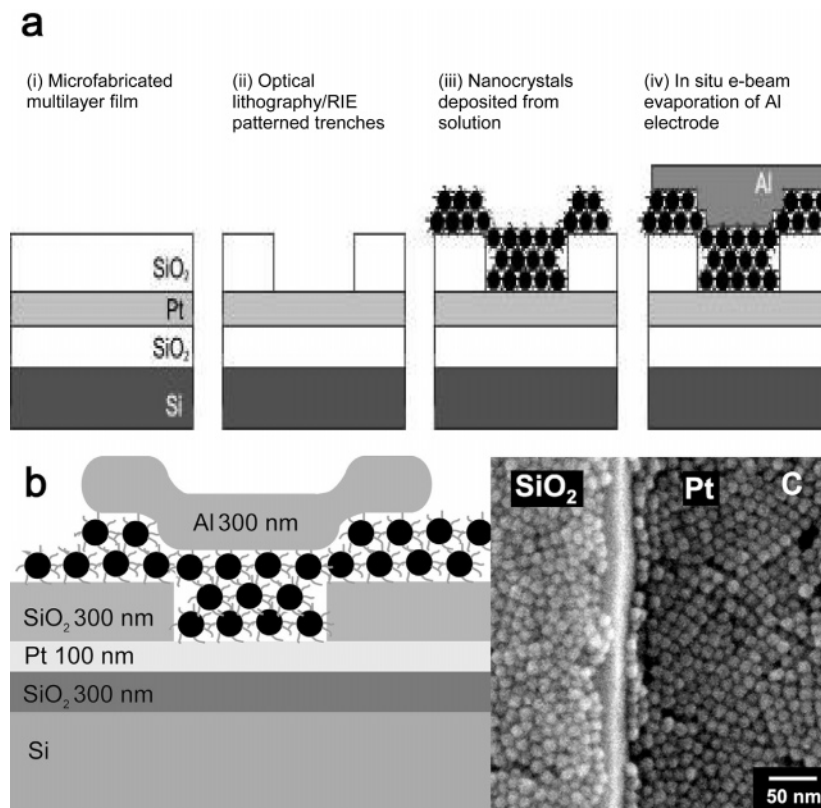 a
(i) Microfabricated
multilayer film
(ii) Optical
lithography/RIE
patterned trenches
(iii) Nanocrystals
deposited from
solution
(iv) In situ e-beam
evaporation of Al
electrode
SiO₂
Pt
SiO₂
Si
Al
b
Al 300 nm
SiO₂ 300 nm
Pt 100 nm
SiO₂ 300 nm
Si
SiO₂
Pt
C
50 nm